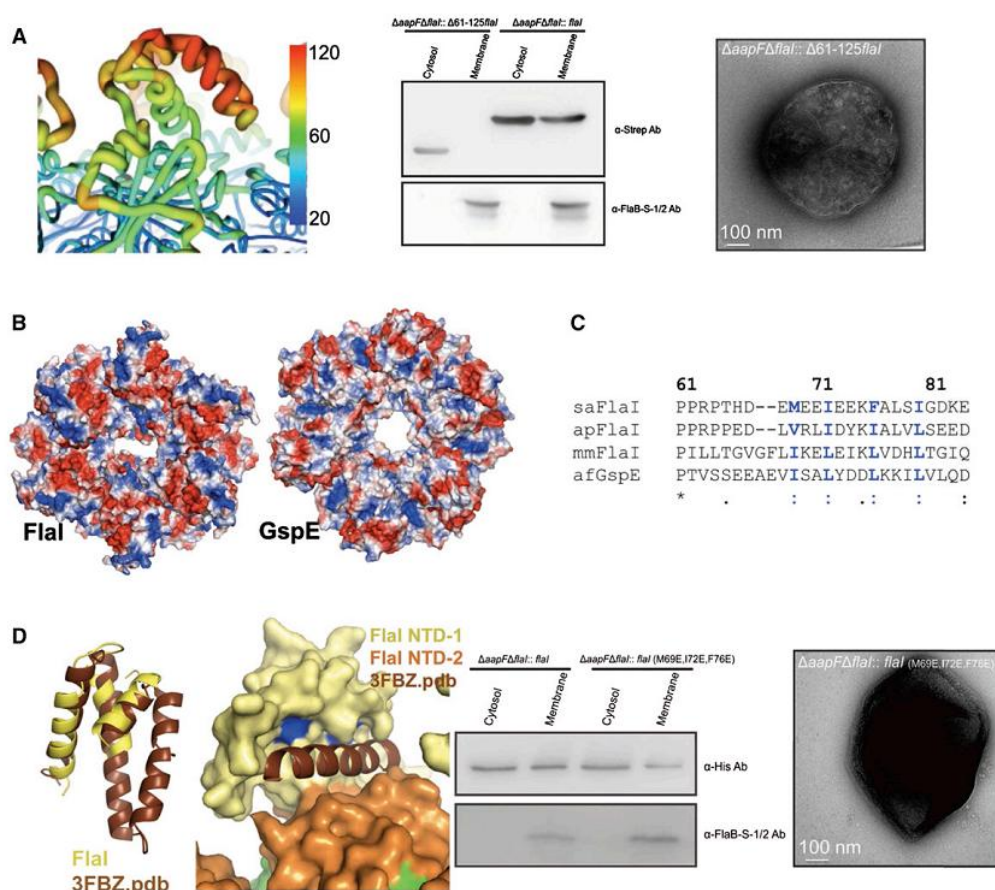 A
120
60
20
ΔaapFΔflaI:: Δ61-125flaI ΔaapFΔflaI:: flaI
Cytosol
Membrane
Cytosol
Membrane
α-Strep Ab
α-FlaB-S-1/2 Ab
ΔaapFΔflaI:: Δ61-125flaI
100 nm
B
FlaI
GspE
C
61 71 81
saFlaI PPRPTHD--EMEEIEEKFALSIGDKE
apFlaI PPRPPED--LVRLIDYKIALVLSEED
mmFlaI PILLTGVGFLIKELEIKLVDHLTGIQ
afGspE PTVSSEEAEVISALYDDLKKILVLQD
* . : : .: : :
D
FlaI
3FBZ.pdb
FlaI NTD-1
FlaI NTD-2
3FBZ.pdb
ΔaapFΔflaI:: flaI ΔaapFΔflaI:: flaI (M69E,I72E,F76E)
Cytosol
Membrane
Cytosol
Membrane
α-His Ab
α-FlaB-S-1/2 Ab
ΔaapFΔflaI:: flaI (M69E,I72E,F76E)
100 nm